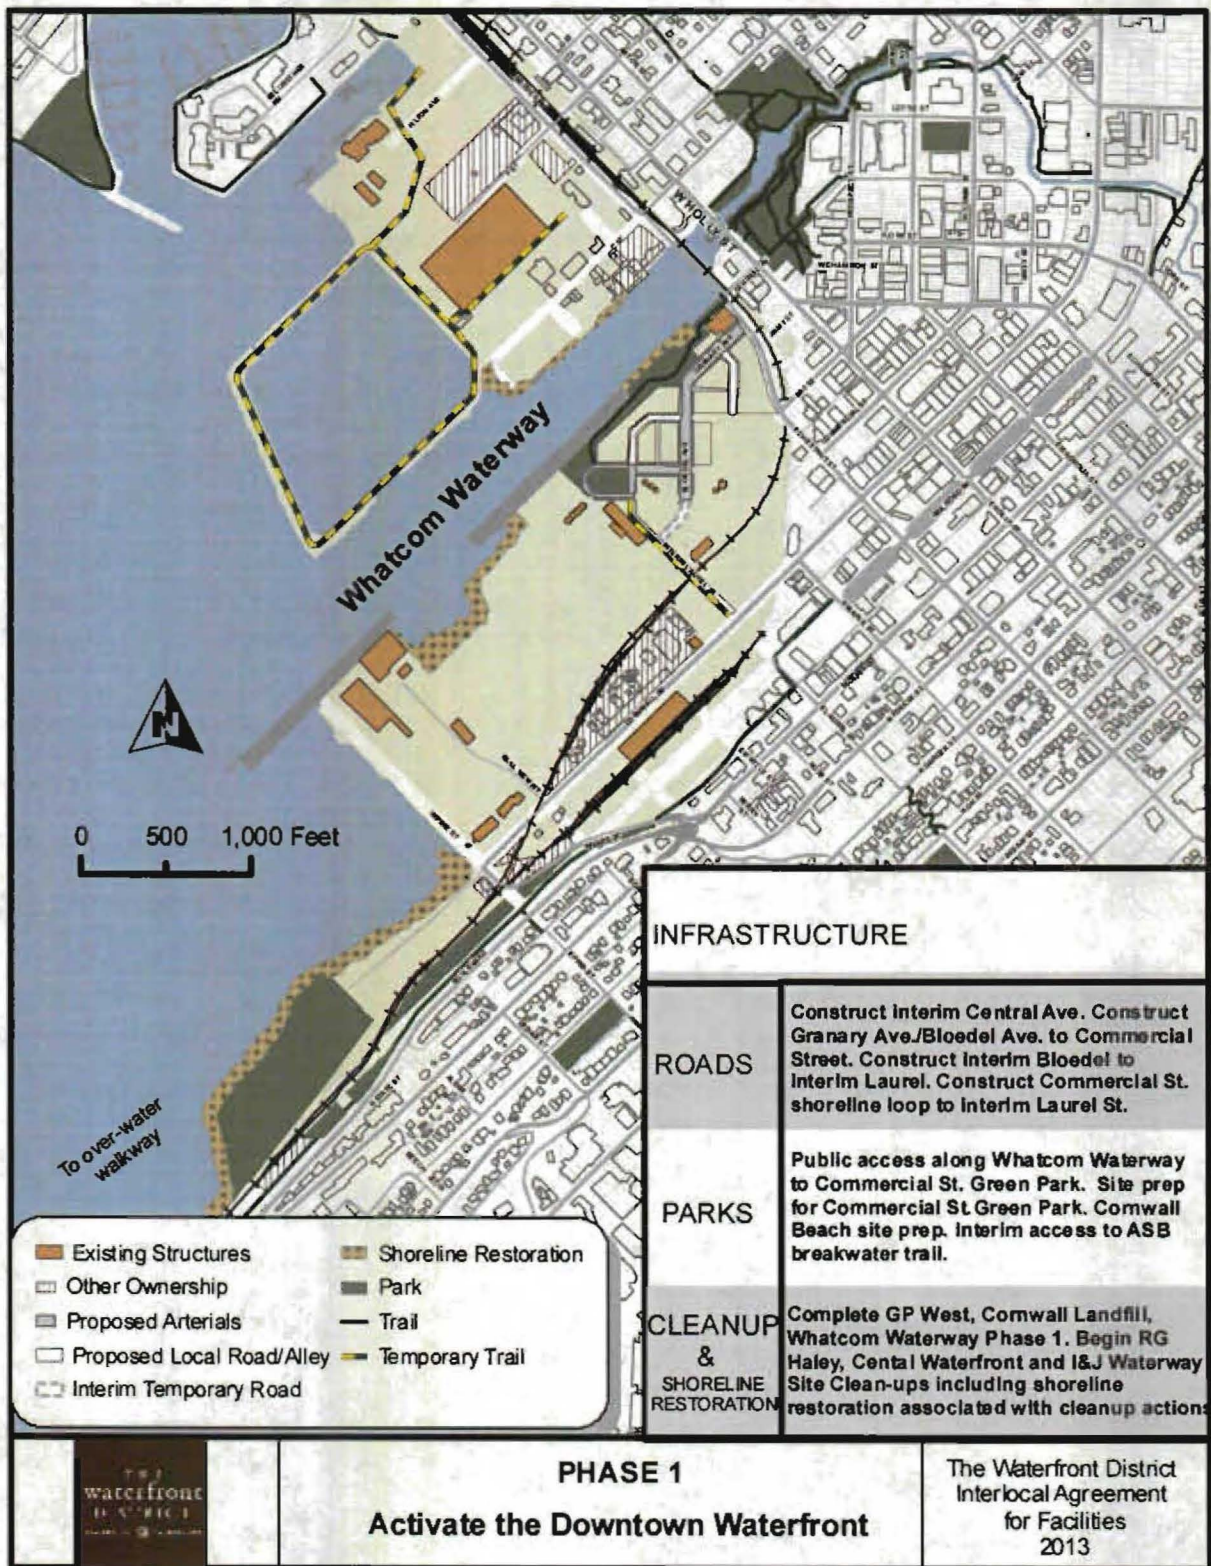 W HOLLY ST
Whatcom Waterway
N
0 500 1,000 Feet
To over-water
walkway
INFRASTRUCTURE
ROADS
Construct interim Central Ave. Construct
Granary Ave./Bloedel Ave. to Commercial
Street. Construct interim Bloedel to
interim Laurel. Construct Commercial St.
shoreline loop to interim Laurel St.
PARKS
Public access along Whatcom Waterway
to Commercial St. Green Park. Site prep
for Commercial St. Green Park. Cornwall
Beach site prep. Interim access to ASB
breakwater trail.
CLEANUP
&
SHORELINE
RESTORATION
Complete GP West, Cornwall Landfill,
Whatcom Waterway Phase 1. Begin RG
Haley, Cental Waterfront and I&J Waterway
Site Clean-ups including shoreline
restoration associated with cleanup actions
Existing Structures
Other Ownership
Proposed Arterials
Proposed Local Road/Alley
Interim Temporary Road
Shoreline Restoration
Park
Trail
Temporary Trail
THE
waterfront
DISTRICT
PHASE 1
Activate the Downtown Waterfront
The Waterfront District
Interlocal Agreement
for Facilities
2013